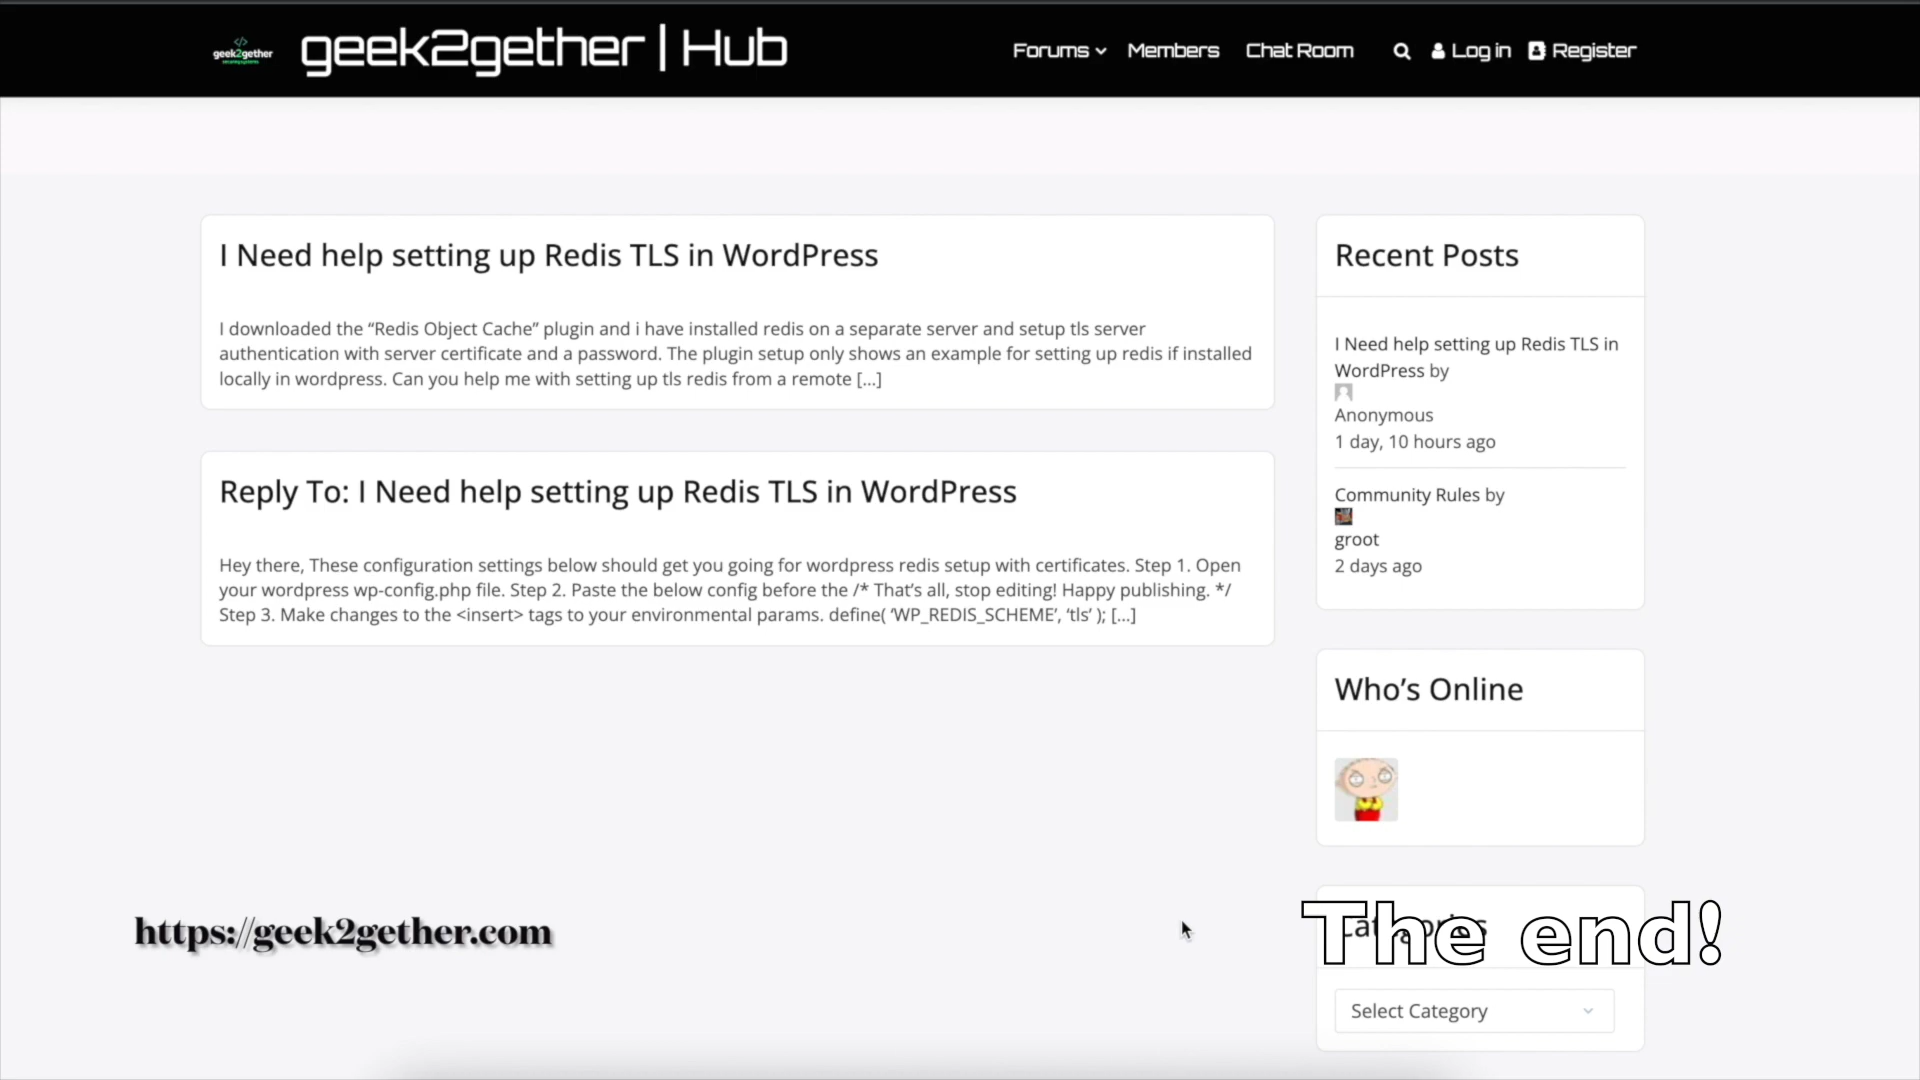 geek2gether
geek2gether | Hub
Forums
Members
Chat Room
Log in
Register
I Need help setting up Redis TLS in WordPress
I downloaded the “Redis Object Cache” plugin and i have installed redis on a separate server and setup tls server
authentication with server certificate and a password. The plugin setup only shows an example for setting up redis if installed
locally in wordpress. Can you help me with setting up tls redis from a remote [...]
Reply To: I Need help setting up Redis TLS in WordPress
Hey there, These configuration settings below should get you going for wordpress redis setup with certificates. Step 1. Open
your wordpress wp-config.php file. Step 2. Paste the below config before the /* That’s all, stop editing! Happy publishing. */
Step 3. Make changes to the <insert> tags to your environmental params. define( ‘WP_REDIS_SCHEME’, ‘tls’ ); [...]
Recent Posts
I Need help setting up Redis TLS in
WordPress by
Anonymous
1 day, 10 hours ago
Community Rules by
groot
2 days ago
Who’s Online
Categories
Select Category
https://geek2gether.com
The end!